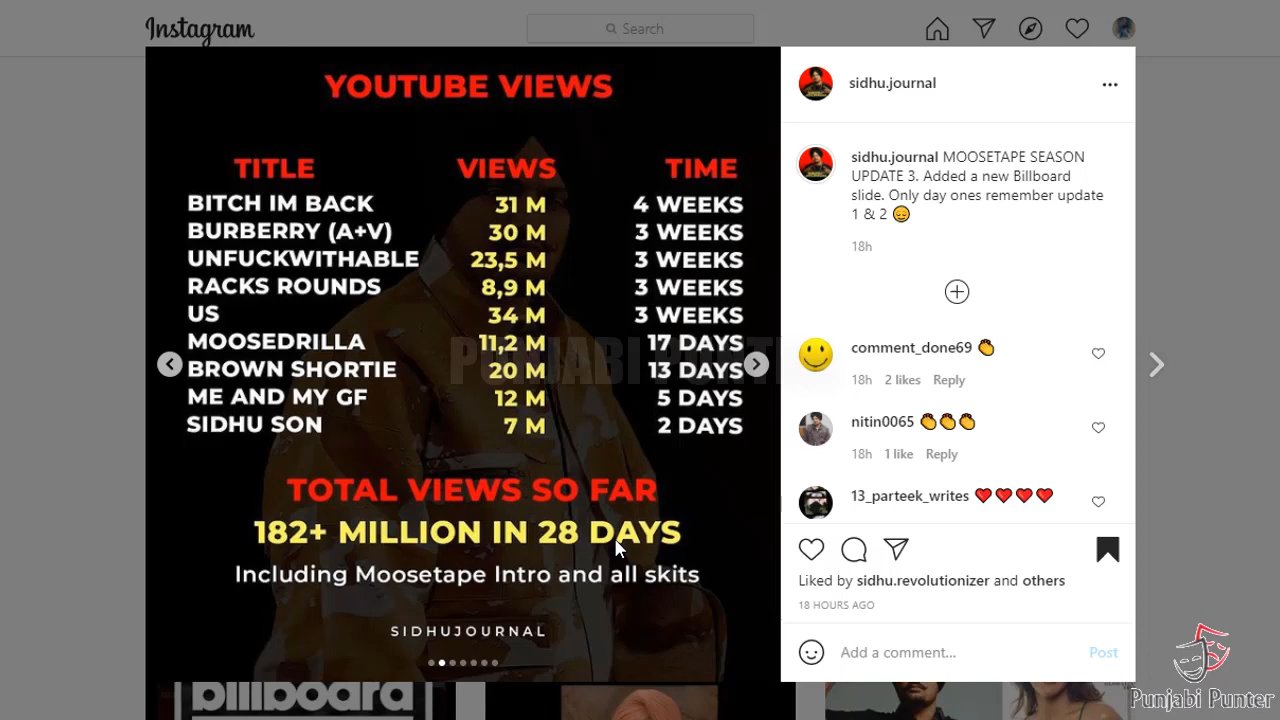 Instagram
Search
YOUTUBE VIEWS
TITLE VIEWS TIME
BITCH IM BACK 31 M 4 WEEKS
BURBERRY (A+V) 30 M 3 WEEKS
UNFUCKWITHABLE 23,5 M 3 WEEKS
RACKS ROUNDS 8,9 M 3 WEEKS
US 34 M 3 WEEKS
MOOSEDRILLA 11,2 M 17 DAYS
BROWN SHORTIE 20 M 13 DAYS
ME AND MY GF 12 M 5 DAYS
SIDHU SON 7 M 2 DAYS
TOTAL VIEWS SO FAR
182+ MILLION IN 28 DAYS
Including Moosetape Intro and all skits
SIDHUJOURNAL
sidhu.journal
sidhu.journal MOOSETAPE SEASON
UPDATE 3. Added a new Billboard
slide. Only day ones remember update
1 & 2 😌
18h
comment_done69 👏
18h 2 likes Reply
nitin0065 👏👏👏
18h 1 like Reply
13_parteek_writes ❤️❤️❤️❤️
Liked by sidhu.revolutionizer and others
18 HOURS AGO
Add a comment... Post
billboard
Punjabi Punter